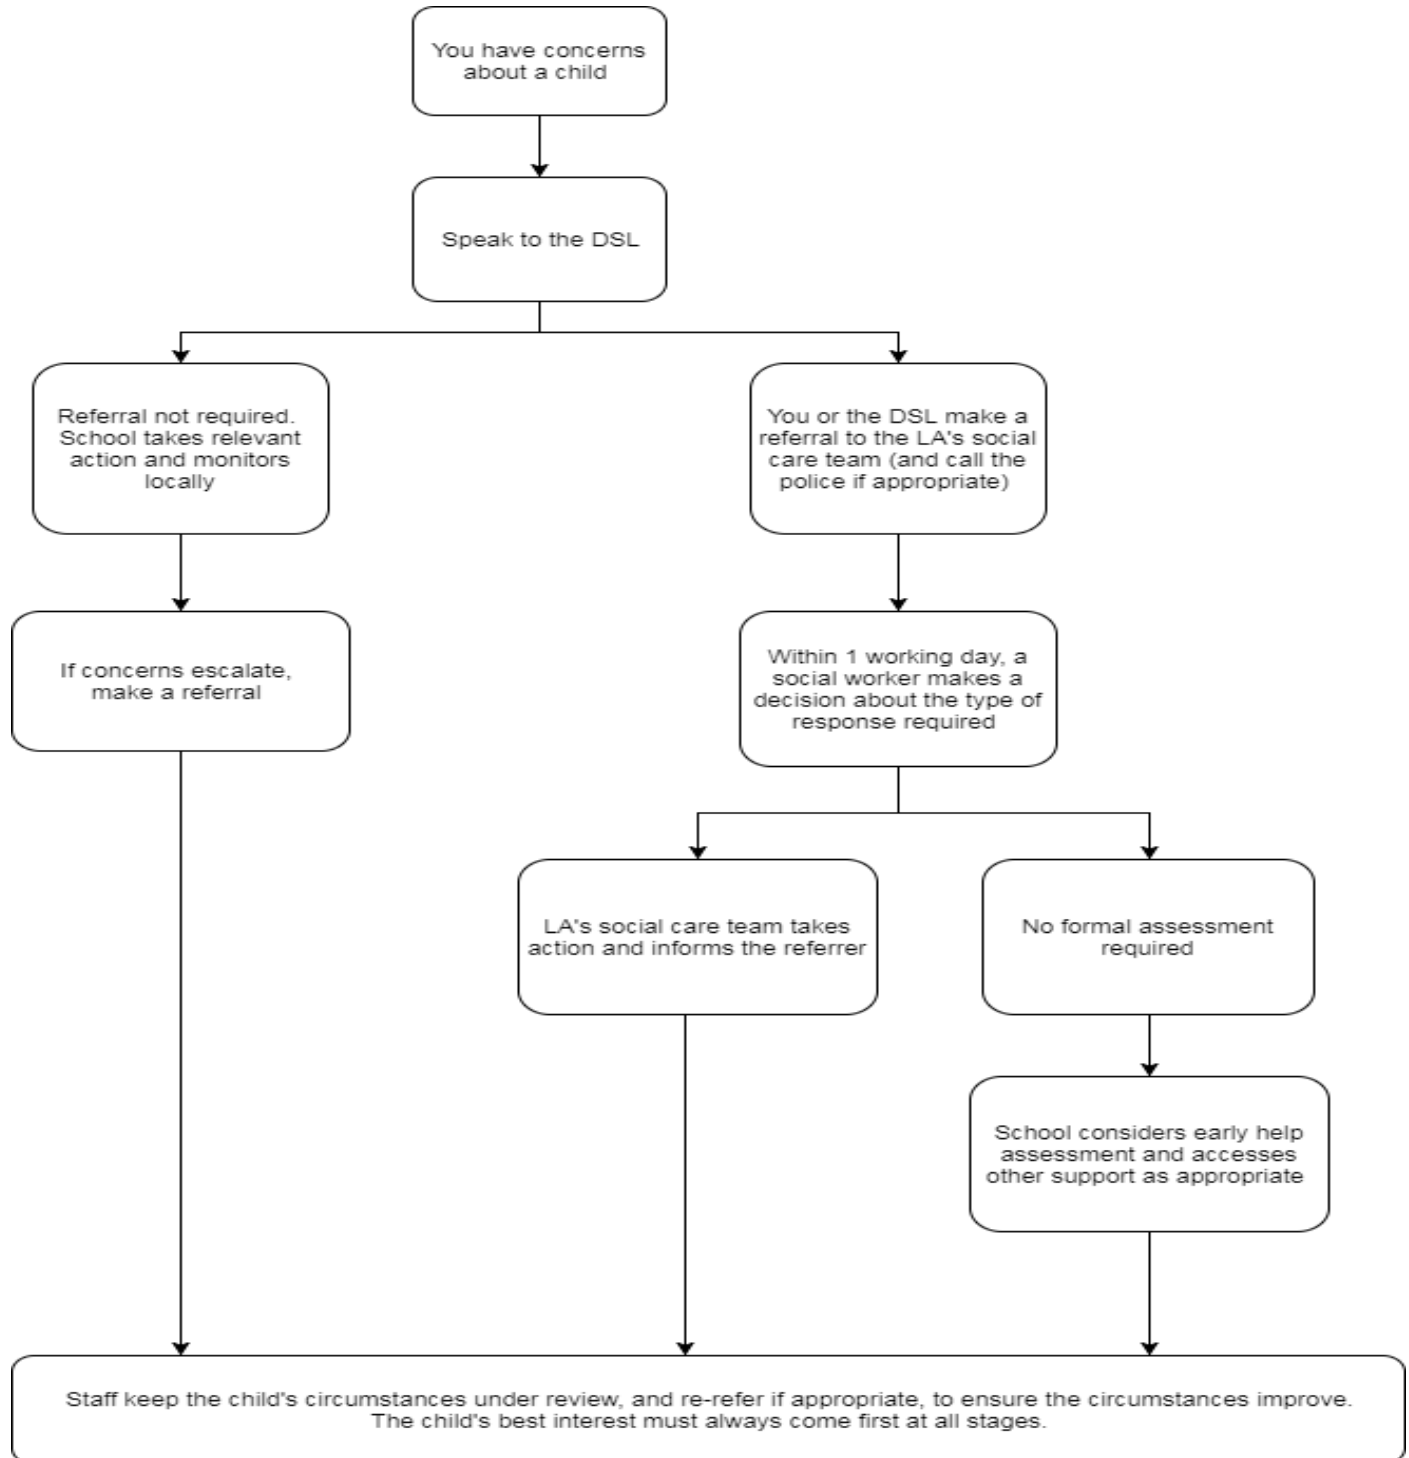 You have concerns
about a child
Speak to the DSL
Referral not required.
School takes relevant
action and monitors
locally
You or the DSL make a
referral to the LA's social
care team (and call the
police if appropriate)
If concerns escalate,
make a referral
Within 1 working day, a
social worker makes a
decision about the type of
response required
LA's social care team takes
action and informs the referrer
No formal assessment
required
School considers early help
assessment and accesses
other support as appropriate
Staff keep the child's circumstances under review, and re-refer if appropriate, to ensure the circumstances improve.
The child's best interest must always come first at all stages.